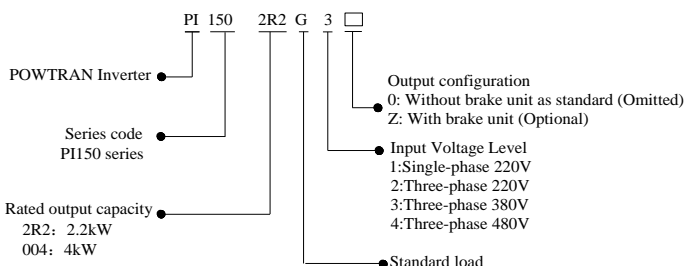 PI 150 2R2 G 3
POWTRAN Inverter
Output configuration
0: Without brake unit as standard (Omitted)
Z: With brake unit (Optional)
Series code
PI150 series
Input Voltage Level
1:Single-phase 220V
2:Three-phase 220V
3:Three-phase 380V
4:Three-phase 480V
Rated output capacity
2R2: 2.2kW
004: 4kW
Standard load